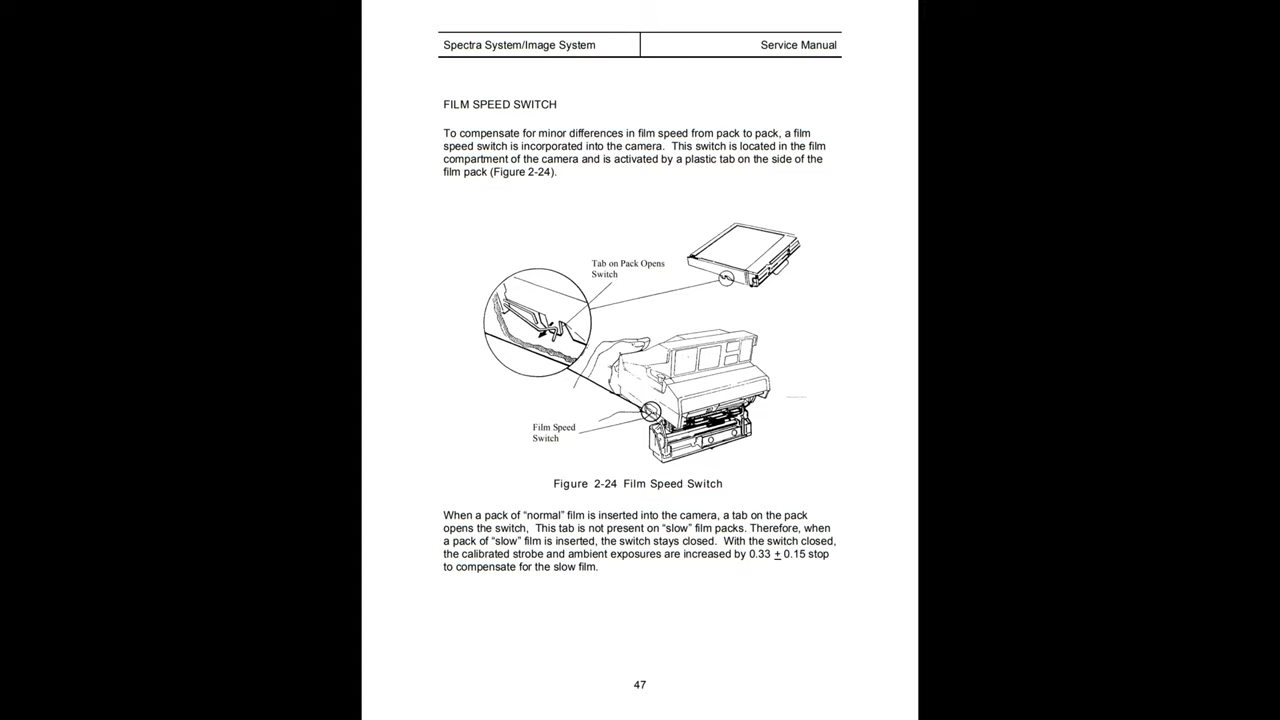 Spectra System/Image System
Service Manual
FILM SPEED SWITCH
To compensate for minor differences in film speed from pack to pack, a film
speed switch is incorporated into the camera. This switch is located in the film
compartment of the camera and is activated by a plastic tab on the side of the
film pack (Figure 2-24).
Tab on Pack Opens
Switch
Film Speed
Switch
Figure 2-24 Film Speed Switch
When a pack of “normal” film is inserted into the camera, a tab on the pack
opens the switch, This tab is not present on “slow” film packs. Therefore, when
a pack of “slow” film is inserted, the switch stays closed. With the switch closed,
the calibrated strobe and ambient exposures are increased by 0.33 ± 0.15 stop
to compensate for the slow film.
47